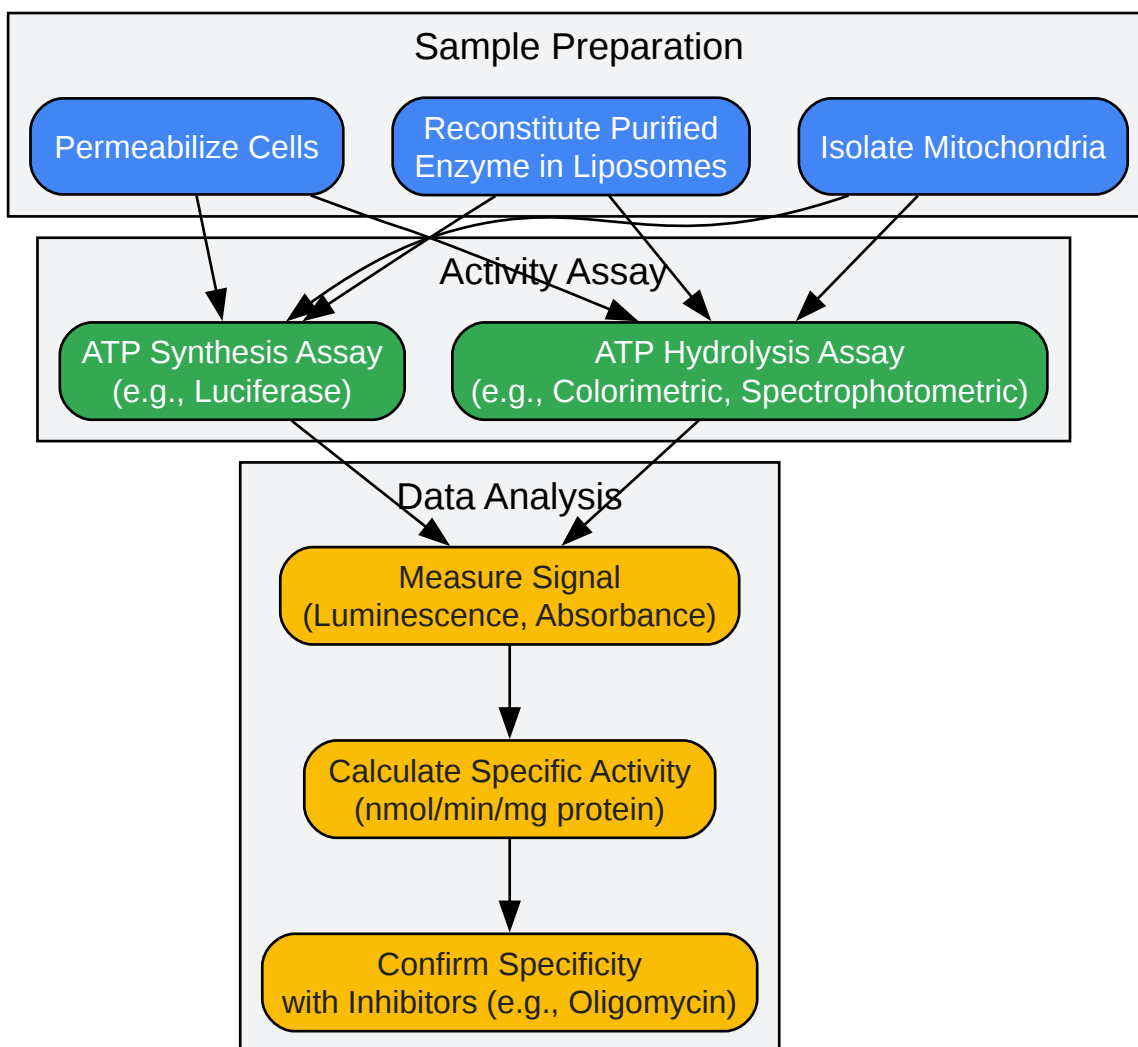 Sample Preparation
Permeabilize Cells
Reconstitute Purified
Enzyme in Liposomes
Isolate Mitochondria
Activity Assay
ATP Synthesis Assay
(e.g., Luciferase)
ATP Hydrolysis Assay
(e.g., Colorimetric, Spectrophotometric)
Data Analysis
Measure Signal
(Luminescence, Absorbance)
Calculate Specific Activity
(nmol/min/mg protein)
Confirm Specificity
with Inhibitors (e.g., Oligomycin)